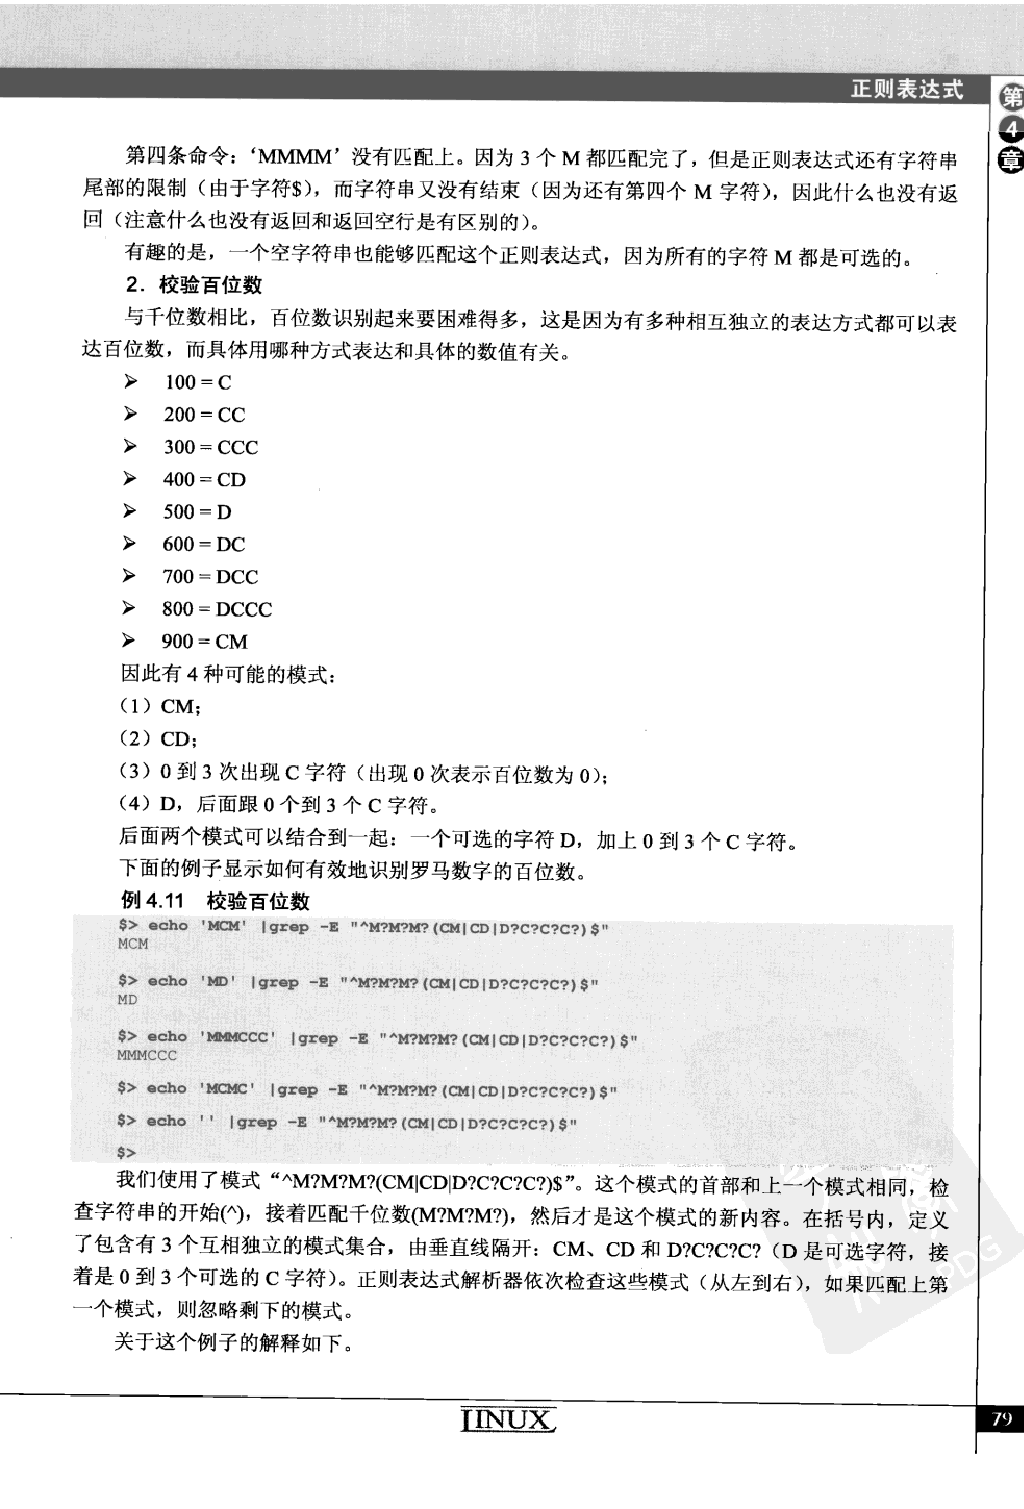 正则表达式
第4章
第四条命令：‘MMMM’没有匹配上。因为 3 个 M 都匹配完了，但是正则表达式还有字符串
尾部的限制（由于字符$），而字符串又没有结束（因为还有第四个 M 字符），因此什么也没有返
回（注意什么也没有返回和返回空行是有区别的）。
有趣的是，一个空字符串也能够匹配这个正则表达式，因为所有的字符 M 都是可选的。
2．校验百位数
与千位数相比，百位数识别起来要困难得多，这是因为有多种相互独立的表达方式都可以表
达百位数，而具体用哪种方式表达和具体的数值有关。
➢ 100 = C
➢ 200 = CC
➢ 300 = CCC
➢ 400 = CD
➢ 500 = D
➢ 600 = DC
➢ 700 = DCC
➢ 800 = DCCC
➢ 900 = CM
因此有 4 种可能的模式：
（1）CM；
（2）CD；
（3）0 到 3 次出现 C 字符（出现 0 次表示百位数为 0）；
（4）D，后面跟 0 个到 3 个 C 字符。
后面两个模式可以结合到一起：一个可选的字符 D，加上 0 到 3 个 C 字符。
下面的例子显示如何有效地识别罗马数字的百位数。
例 4.11 校验百位数
$> echo 'MCM' |grep -E "^M?M?M?(CM|CD|D?C?C?C?)$"
MCM
$> echo 'MD' |grep -E "^M?M?M?(CM|CD|D?C?C?C?)$"
MD
$> echo 'MMMCCC' |grep -E "^M?M?M?(CM|CD|D?C?C?C?)$"
MMMCCC
$> echo 'MCMC' |grep -E "^M?M?M?(CM|CD|D?C?C?C?)$"
$> echo '' |grep -E "^M?M?M?(CM|CD|D?C?C?C?)$"
$>
我们使用了模式“^M?M?M?(CM|CD|D?C?C?C?)$”。这个模式的首部和上一个模式相同，检
查字符串的开始(^)，接着匹配千位数(M?M?M?)，然后才是这个模式的新内容。在括号内，定义
了包含有 3 个互相独立的模式集合，由垂直线隔开：CM、CD 和 D?C?C?C?（D 是可选字符，接
着是 0 到 3 个可选的 C 字符）。正则表达式解析器依次检查这些模式（从左到右），如果匹配上第
一个模式，则忽略剩下的模式。
关于这个例子的解释如下。
LINUX
79